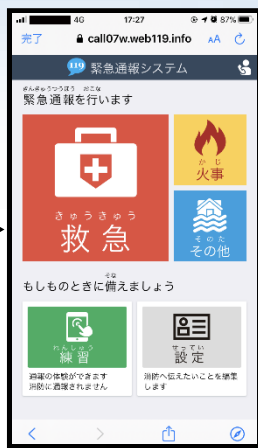 4G 17:27 87%
完了 call07w.web119.info AA
119 緊急通報システム
きんきゅうつうほう おこな
緊急通報を行います
きゅうきゅう
救急
かじ
火事
そのた
その他
そな
もしものときに備えましょう
れんしゅう
練習
せってい
設定
通報の体験ができます
消防に通報されません
消防へ伝えたいことを編集
します